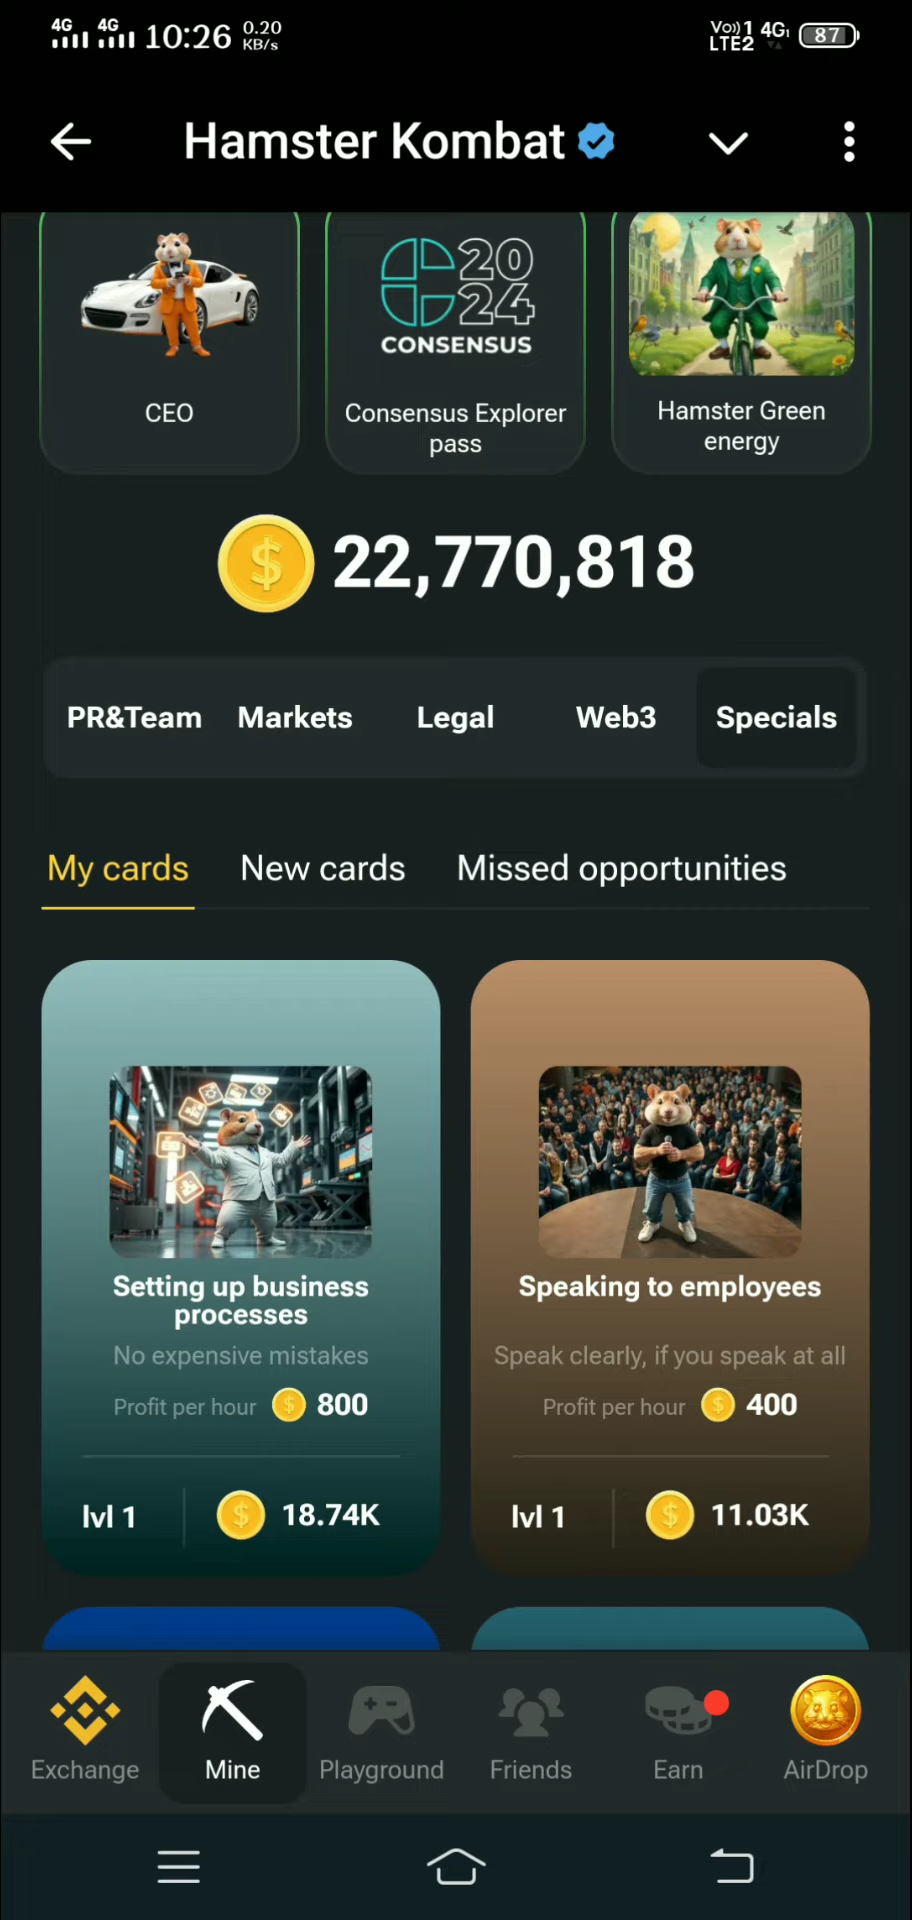 4G 4G 10:26 0.20 KB/s Vo)) 1 LTE2 4G 87
Hamster Kombat
20
24
CONSENSUS
CEO
Consensus Explorer
pass
Hamster Green
energy
$ 22,770,818
PR&Team Markets Legal Web3 Specials
My cards New cards Missed opportunities
Setting up business
processes
No expensive mistakes
Profit per hour $ 800
lvl 1 $ 18.74K
Speaking to employees
Speak clearly, if you speak at all
Profit per hour $ 400
lvl 1 $ 11.03K
Exchange Mine Playground Friends Earn AirDrop